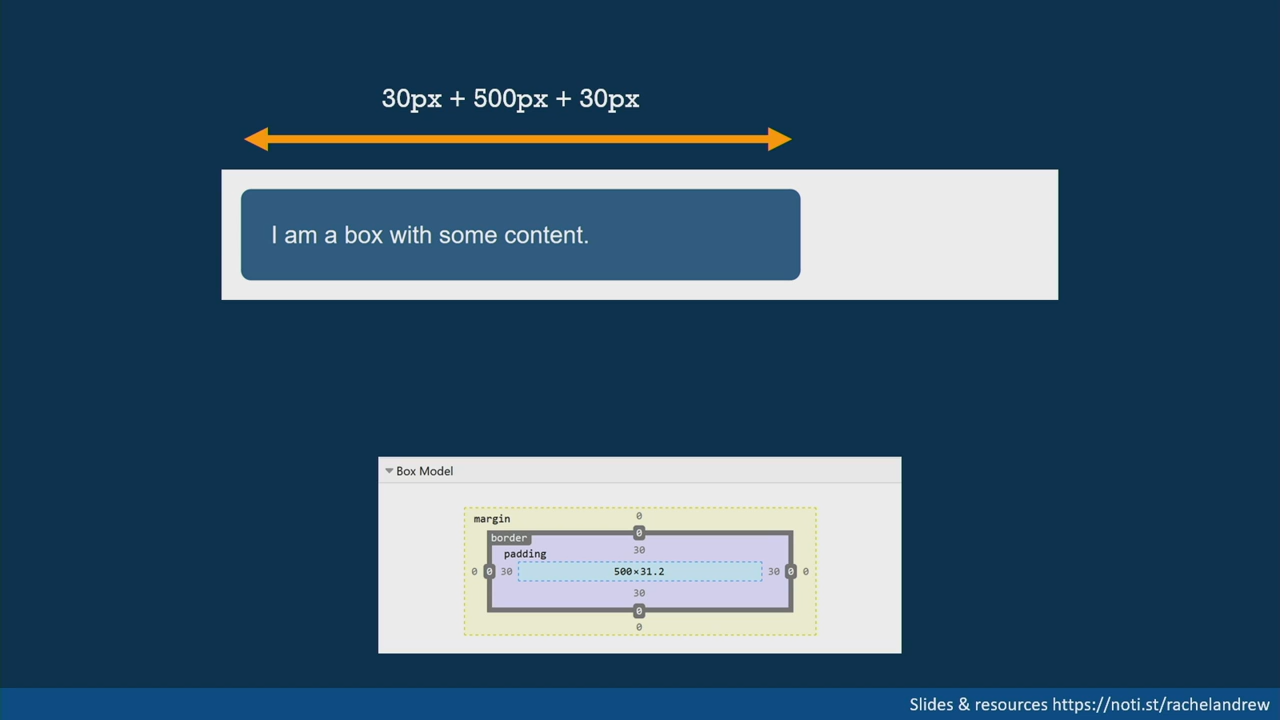 30px + 500px + 30px
I am a box with some content.
Box Model
margin
0
border
0
padding
30
0 0 30 500×31.2 30 0 0
30
0
0
Slides & resources https://noti.st/rachelandrew